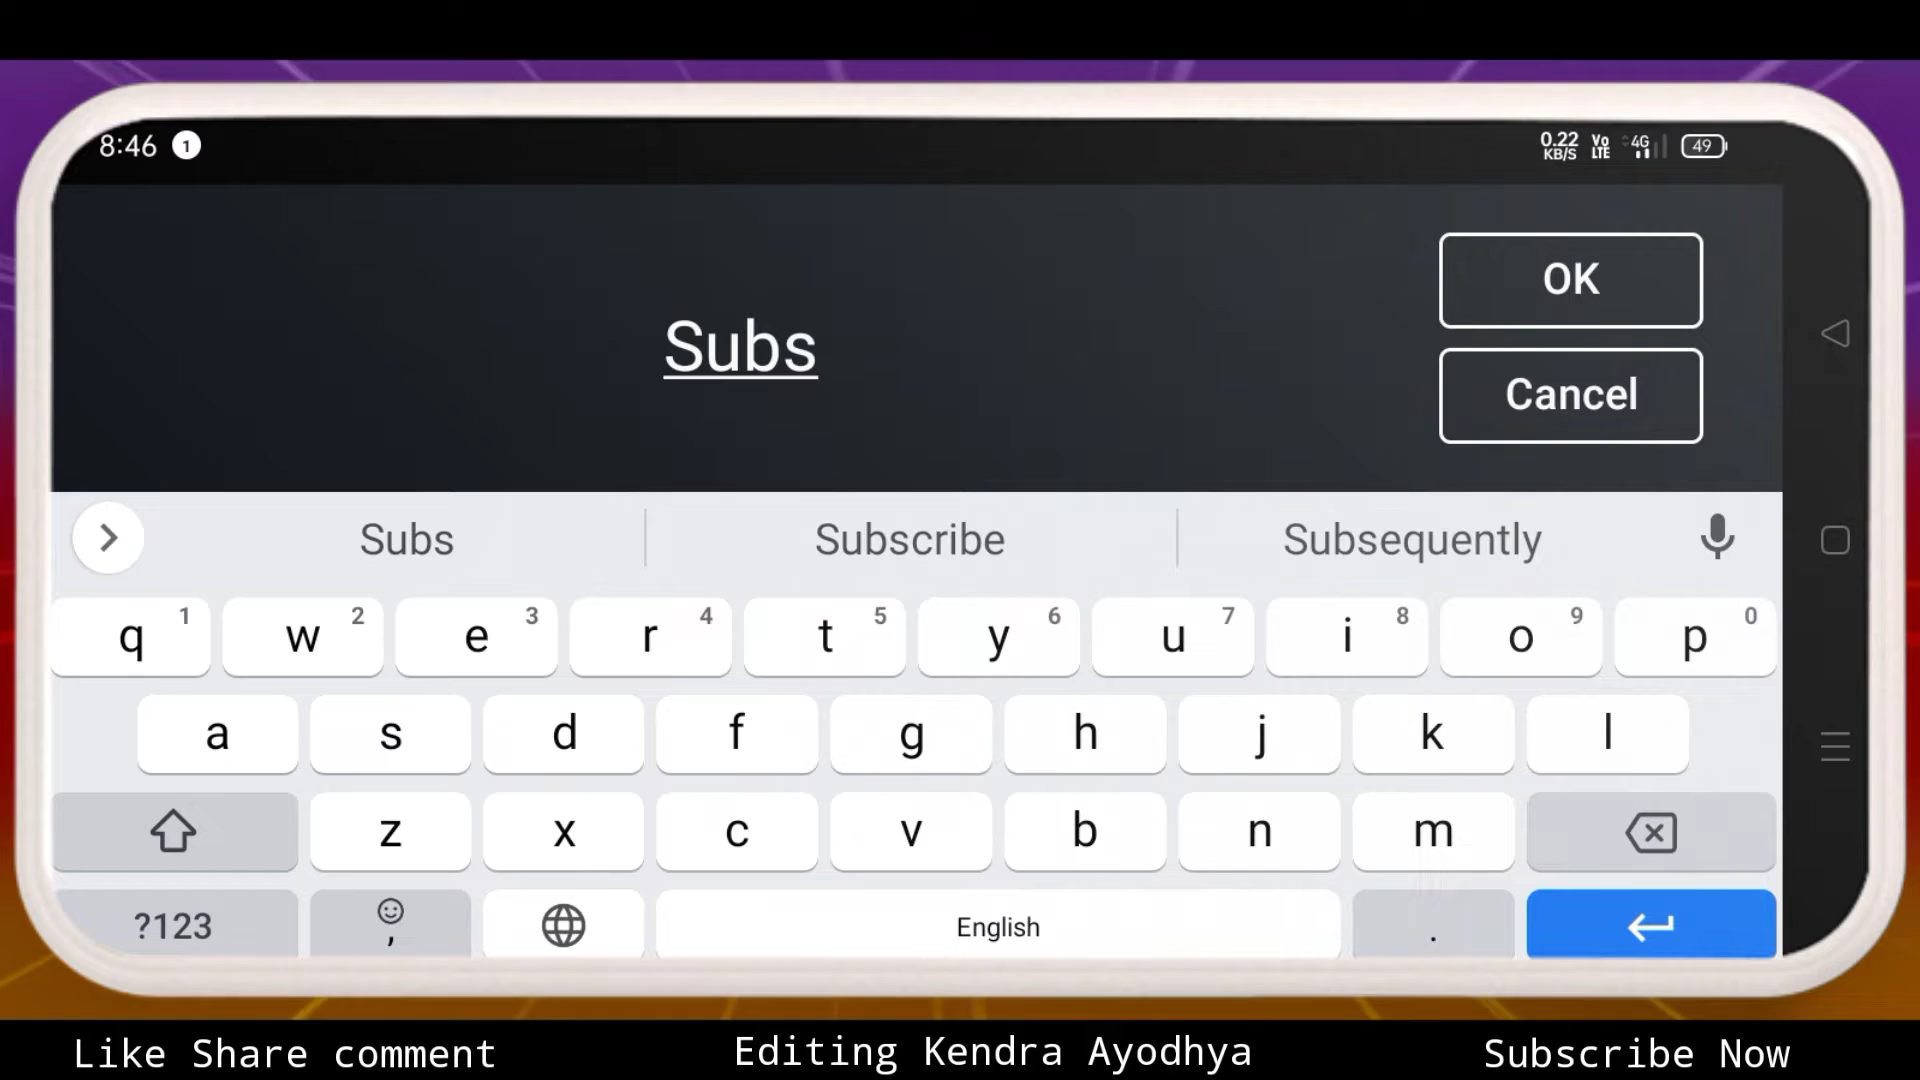 8:46 1 0.22 KB/S Vo LTE 4G 49
OK
Subs
Cancel
Subs Subscribe Subsequently
q 1 w 2 e 3 r 4 t 5 y 6 u 7 i 8 o 9 p 0
a s d f g h j k l
z x c v b n m
?123 , English .
Like Share comment Editing Kendra Ayodhya Subscribe Now